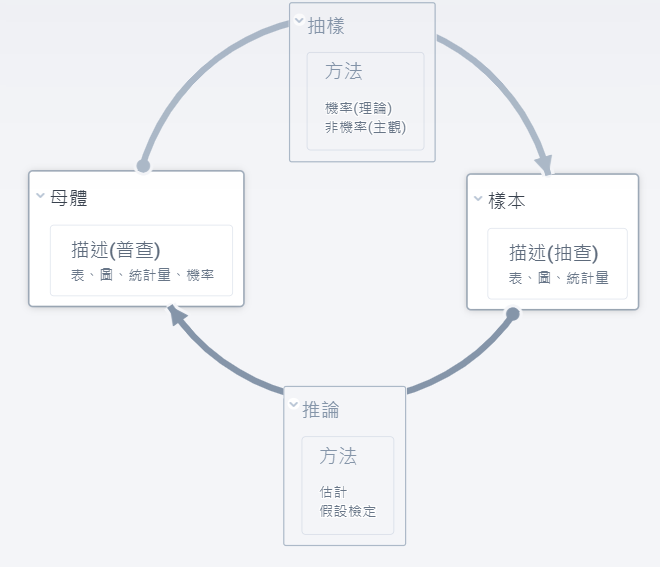 抽樣
方法
機率(理論)
非機率(主觀)
母體
描述(普查)
表、圖、統計量、機率
樣本
描述(抽查)
表、圖、統計量
推論
方法
估計
假設檢定